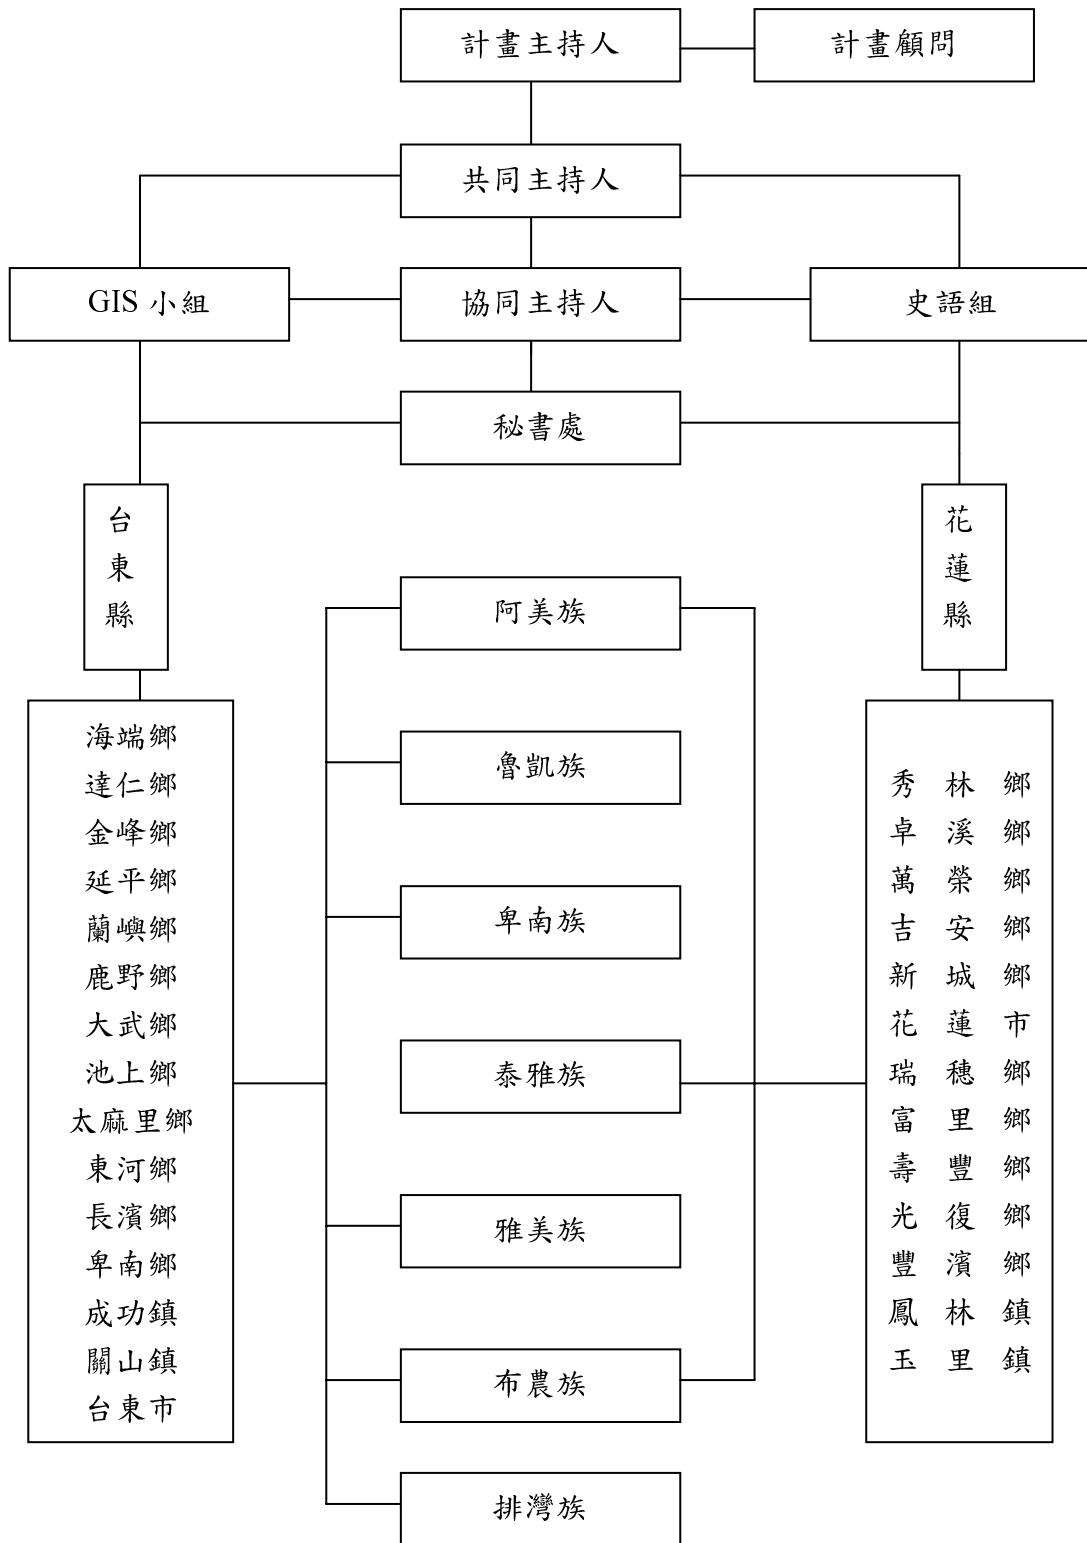 計畫主持人
計畫顧問
共同主持人
GIS 小組
協同主持人
史語組
秘書處
台
東
縣
花
蓮
縣
海端鄉
達仁鄉
金峰鄉
延平鄉
蘭嶼鄉
鹿野鄉
大武鄉
池上鄉
太麻里鄉
東河鄉
長濱鄉
卑南鄉
成功鎮
關山鎮
台東市
阿美族
魯凱族
卑南族
泰雅族
雅美族
布農族
排灣族
秀林鄉
卓溪鄉
萬榮鄉
吉安鄉
新城鄉
花蓮市
瑞穗鄉
富里鄉
壽豐鄉
光復鄉
豐濱鄉
鳳林鎮
玉里鎮